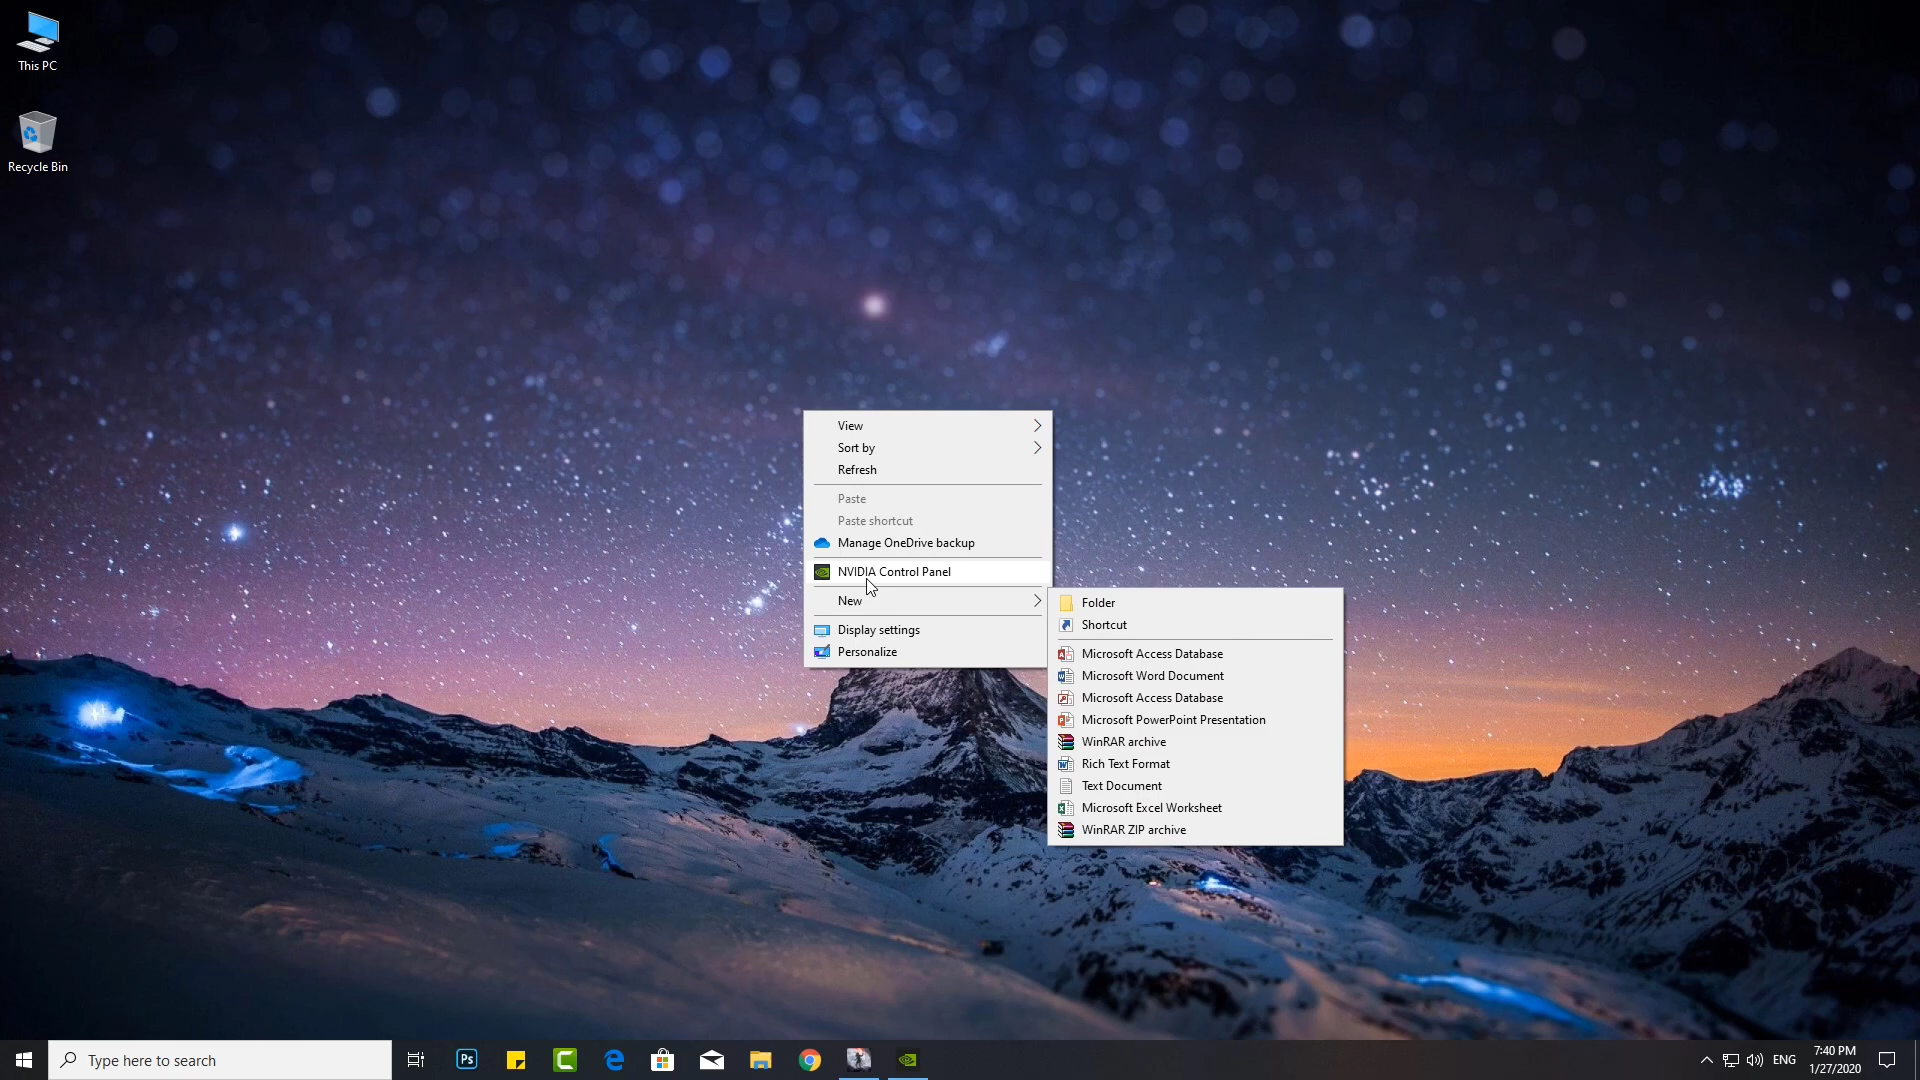 This PC
Recycle Bin
View
Sort by
Refresh
Paste
Paste shortcut
Manage OneDrive backup
NVIDIA Control Panel
New
Display settings
Personalize
Folder
Shortcut
Microsoft Access Database
Microsoft Word Document
Microsoft Access Database
Microsoft PowerPoint Presentation
WinRAR archive
Rich Text Format
Text Document
Microsoft Excel Worksheet
WinRAR ZIP archive
Type here to search
Ps
ENG
7:40 PM
1/27/2020